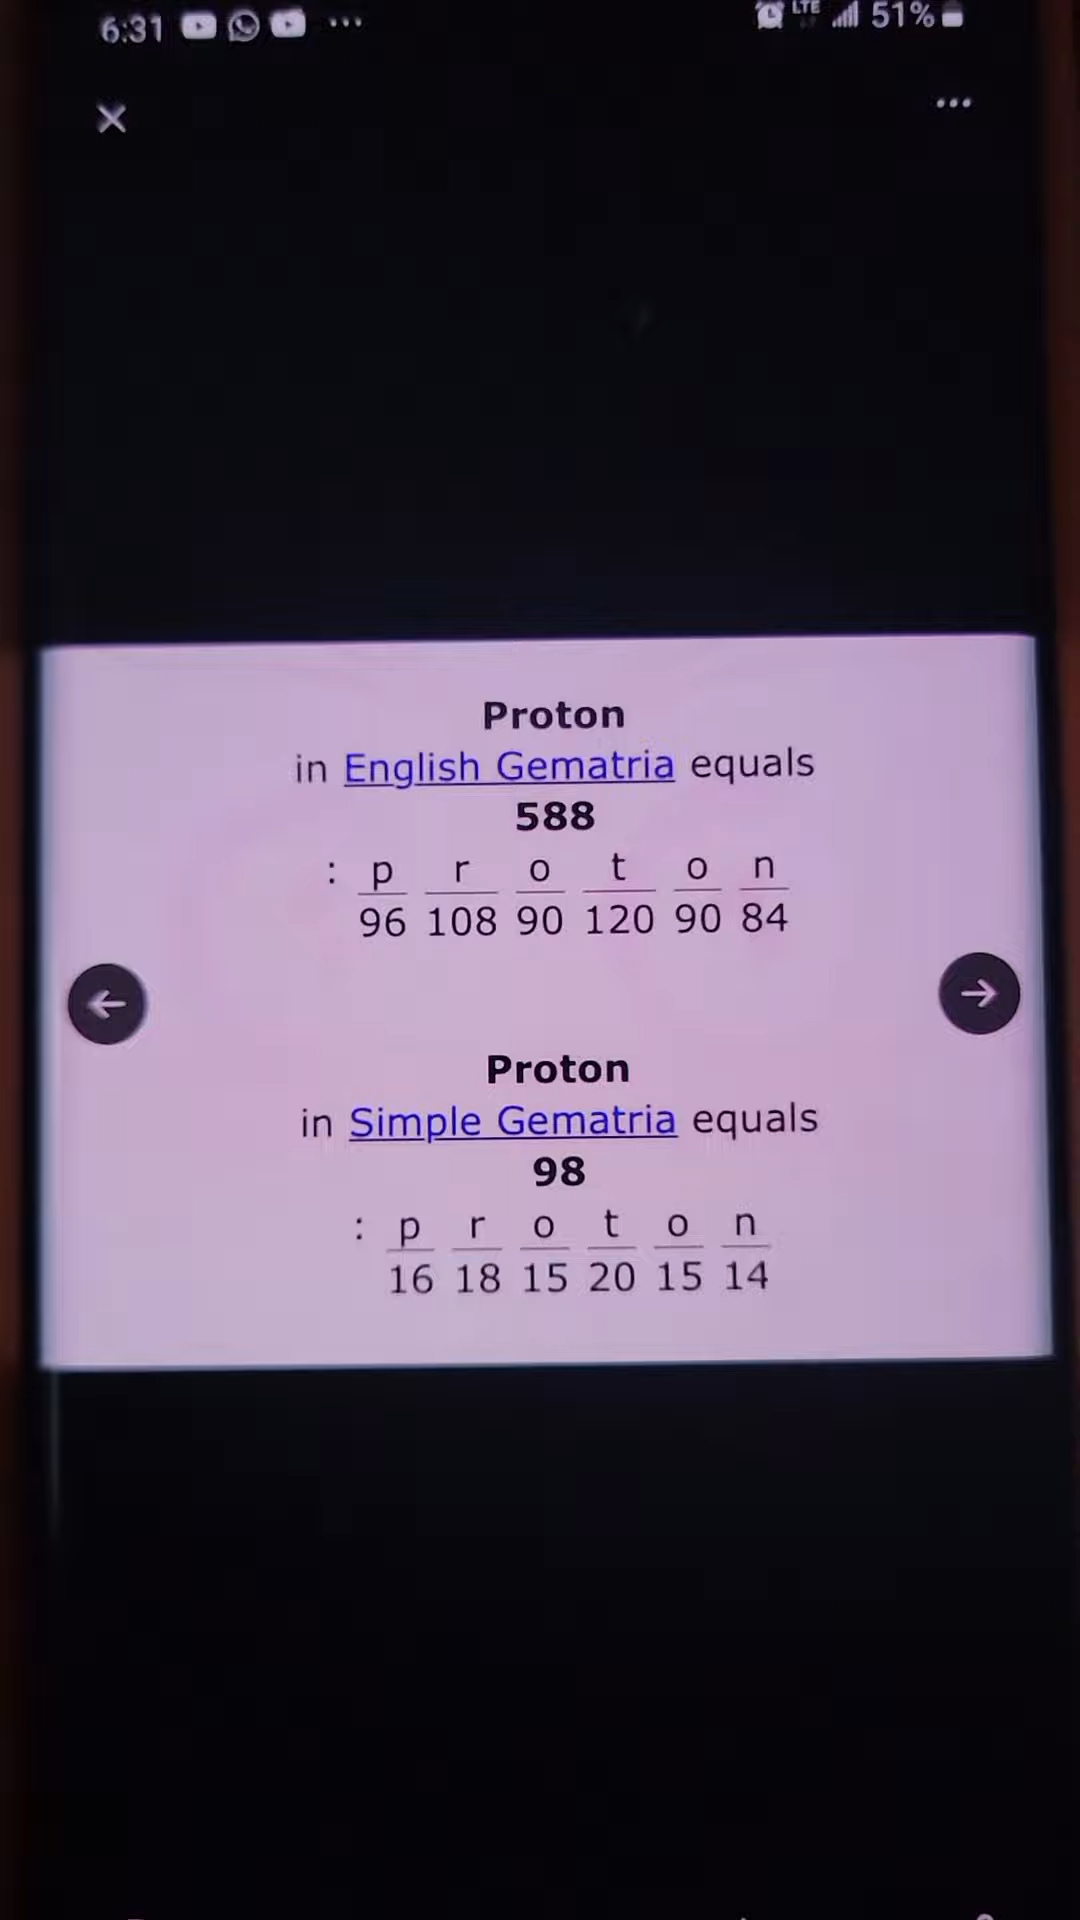 6:31 ... LTE 51%
...
Proton
in English Gematria equals
588
: p r o t o n
96 108 90 120 90 84
Proton
in Simple Gematria equals
98
: p r o t o n
16 18 15 20 15 14